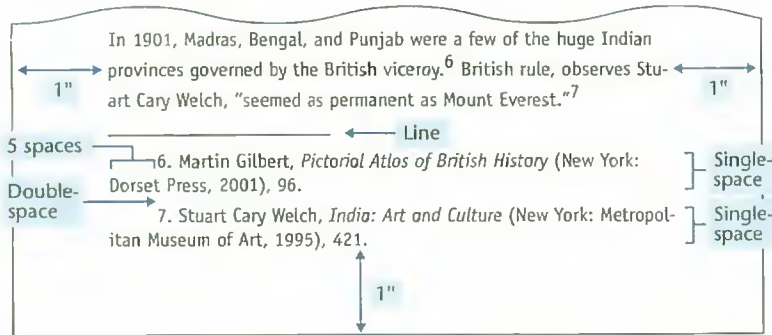 In 1901, Madras, Bengal, and Punjab were a few of the huge Indian
provinces governed by the British viceroy.6 British rule, observes Stu-
art Cary Welch, "seemed as permanent as Mount Everest."7
1"
1"
Line
5 spaces
6. Martin Gilbert, Pictorial Atlas of British History (New York:
Dorset Press, 2001), 96.
Single-
space
Double-
space
7. Stuart Cary Welch, India: Art and Culture (New York: Metropol-
itan Museum of Art, 1995), 421.
Single-
space
1"